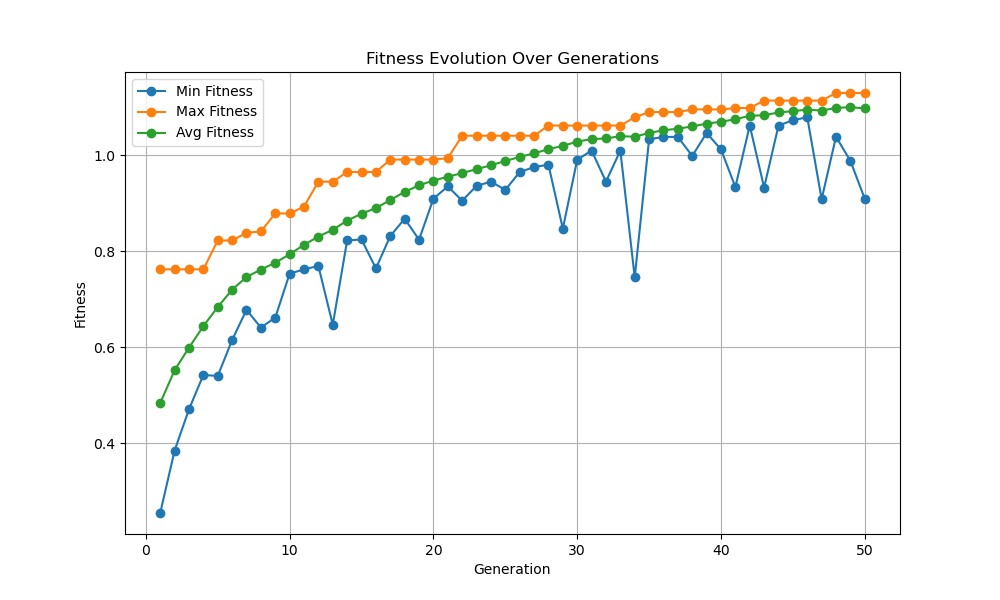 Fitness Evolution Over Generations
Min Fitness
Max Fitness
Avg Fitness
Fitness
1.0
0.8
0.6
0.4
0
10
20
30
40
50
Generation